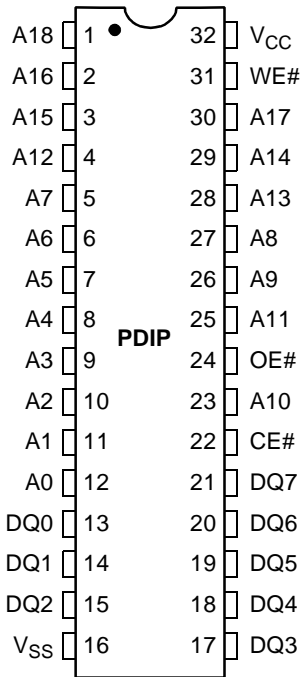 A18 1 32 VCC
A16 2 31 WE#
A15 3 30 A17
A12 4 29 A14
A7 5 28 A13
A6 6 27 A8
A5 7 26 A9
A4 8 25 A11
PDIP
A3 9 24 OE#
A2 10 23 A10
A1 11 22 CE#
A0 12 21 DQ7
DQ0 13 20 DQ6
DQ1 14 19 DQ5
DQ2 15 18 DQ4
VSS 16 17 DQ3